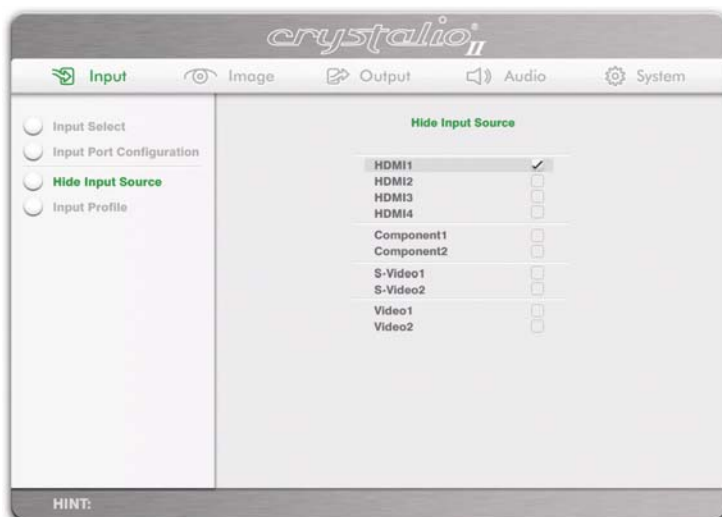 crystalio® II
Input Image Output Audio System
Input Select
Input Port Configuration
Hide Input Source
Input Profile
Hide Input Source
HDMI1
HDMI2
HDMI3
HDMI4
Component1
Component2
S-Video1
S-Video2
Video1
Video2
HINT: